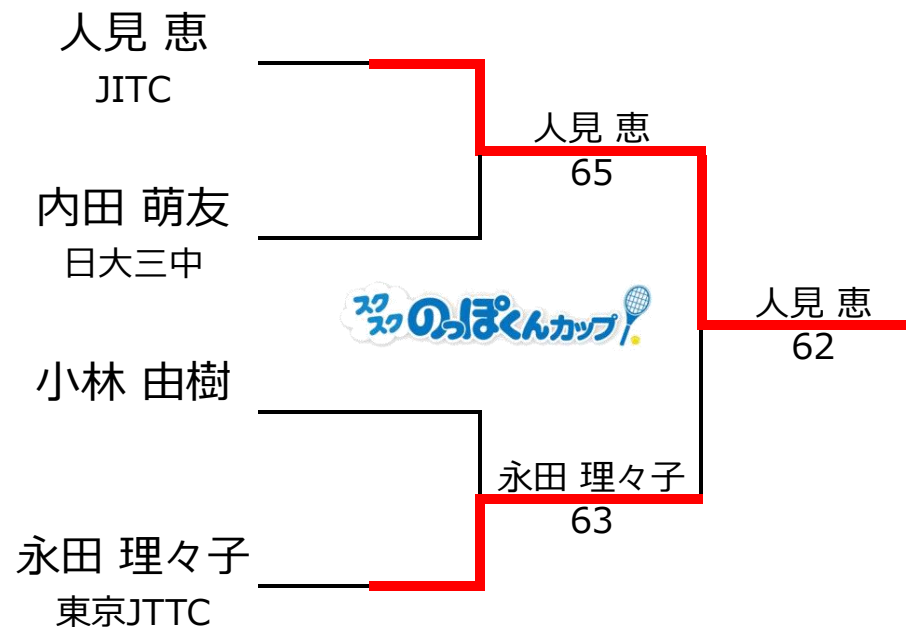 人見 恵
JITC
人見 恵
65
内田 萌友
日大三中
スクスクのっぽくんカップ
人見 恵
62
小林 由樹
永田 理々子
63
永田 理々子
東京JTTC